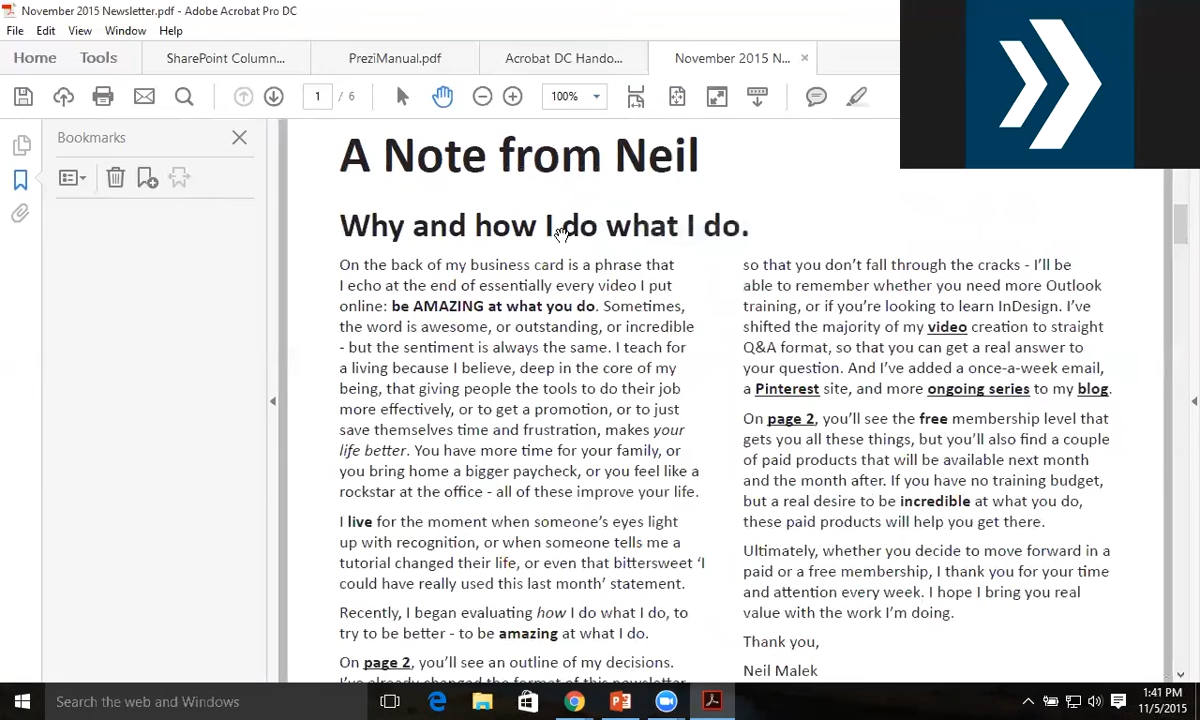 November 2015 Newsletter.pdf - Adobe Acrobat Pro DC
File Edit View Window Help
Home Tools SharePoint Column... PreziManual.pdf Acrobat DC Hando... November 2015 N... ×
1 / 6 100%
Bookmarks
A Note from Neil
Why and how I do what I do.
On the back of my business card is a phrase that
I echo at the end of essentially every video I put
online: be AMAZING at what you do. Sometimes,
the word is awesome, or outstanding, or incredible
- but the sentiment is always the same. I teach for
a living because I believe, deep in the core of my
being, that giving people the tools to do their job
more effectively, or to get a promotion, or to just
save themselves time and frustration, makes your
life better. You have more time for your family, or
you bring home a bigger paycheck, or you feel like a
rockstar at the office - all of these improve your life.
I live for the moment when someone's eyes light
up with recognition, or when someone tells me a
tutorial changed their life, or even that bittersweet 'I
could have really used this last month' statement.
Recently, I began evaluating how I do what I do, to
try to be better - to be amazing at what I do.
On page 2, you'll see an outline of my decisions.
I've already changed the format of this newsletter
so that you don't fall through the cracks - I'll be
able to remember whether you need more Outlook
training, or if you're looking to learn InDesign. I've
shifted the majority of my video creation to straight
Q&A format, so that you can get a real answer to
your question. And I've added a once-a-week email,
a Pinterest site, and more ongoing series to my blog.
On page 2, you'll see the free membership level that
gets you all these things, but you'll also find a couple
of paid products that will be available next month
and the month after. If you have no training budget,
but a real desire to be incredible at what you do,
these paid products will help you get there.
Ultimately, whether you decide to move forward in a
paid or a free membership, I thank you for your time
and attention every week. I hope I bring you real
value with the work I'm doing.
Thank you,
Neil Malek
Search the web and Windows
1:41 PM
11/5/2015